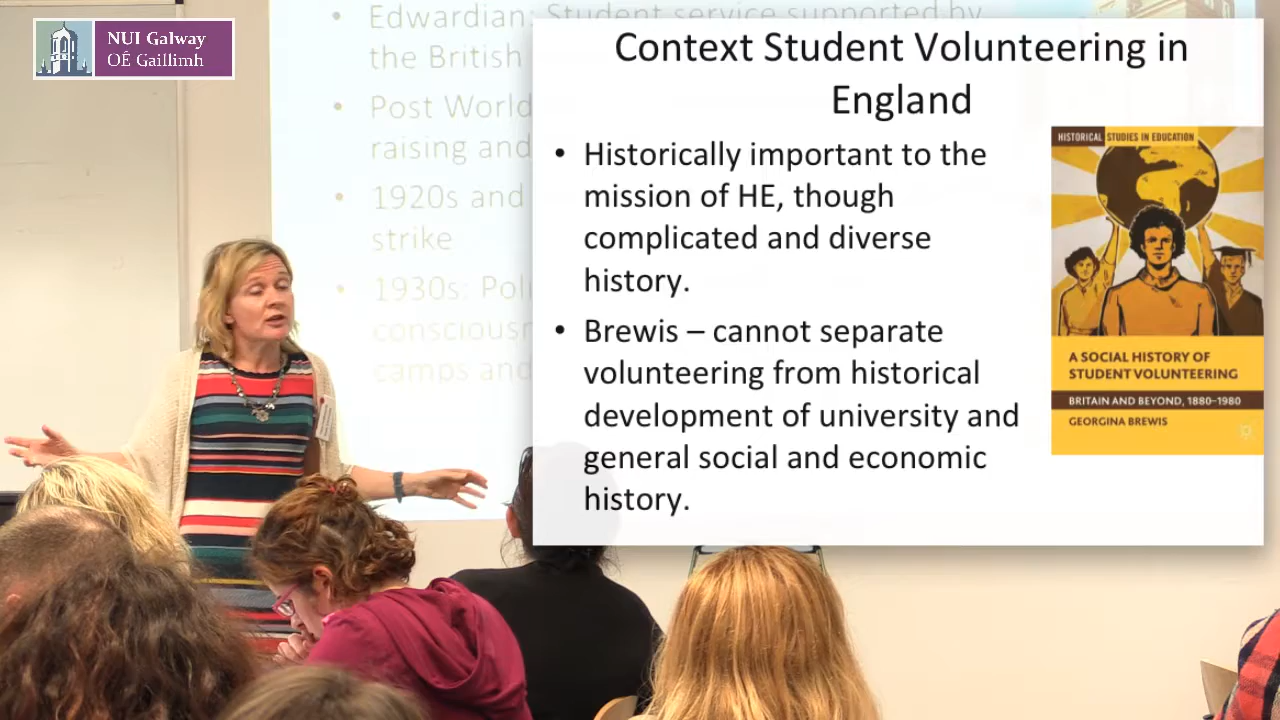 NUI Galway
OÉ Gaillimh
• Edwardian: Student service supported by
the British
• Post World
raising and
• 1920s and
strike
• 1930s:
camps and
Context Student Volunteering in
England
• Historically important to the
mission of HE, though
complicated and diverse
history.
• Brewis – cannot separate
volunteering from historical
development of university and
general social and economic
history.
HISTORICAL STUDIES IN EDUCATION
A SOCIAL HISTORY OF
STUDENT VOLUNTEERING
BRITAIN AND BEYOND, 1880–1980
GEORGINA BREWIS